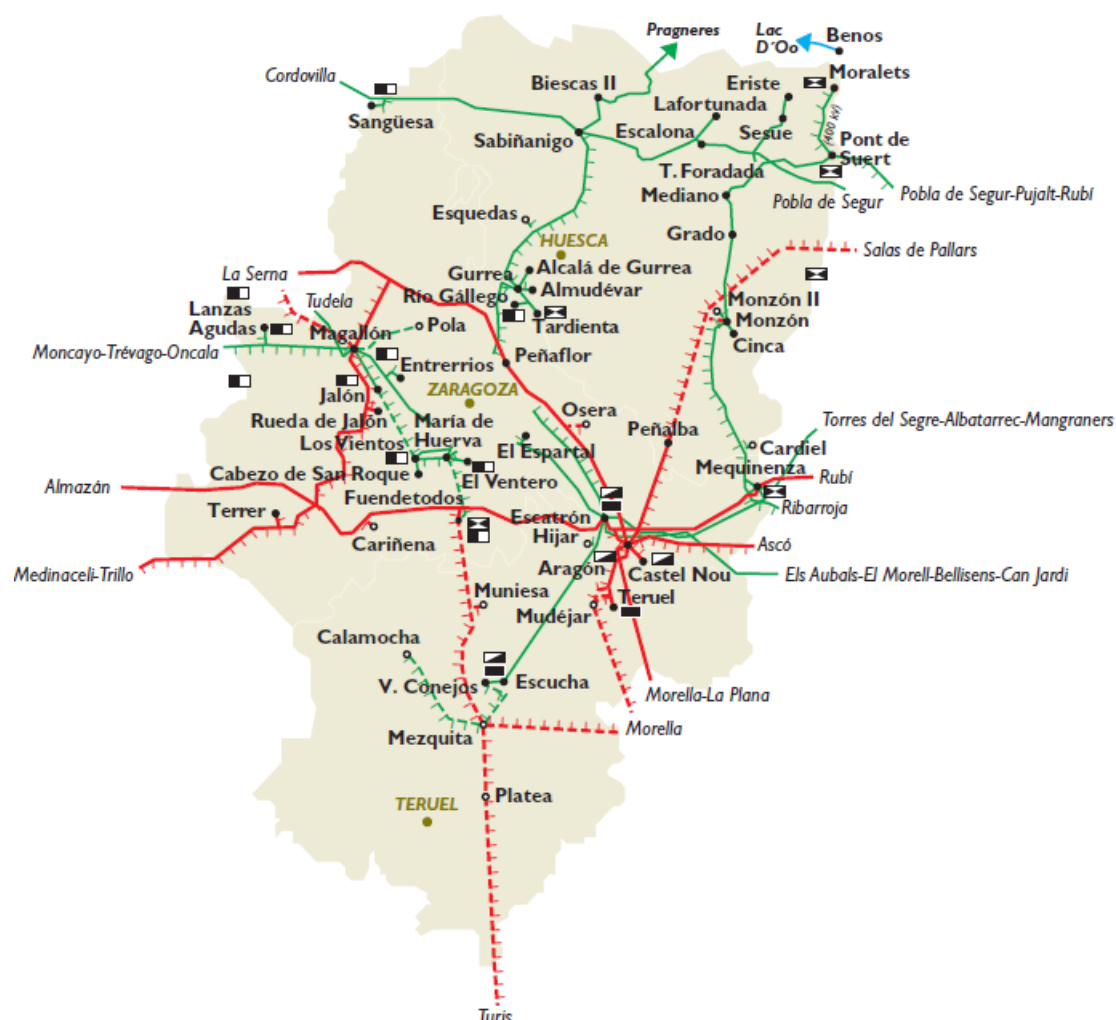 Pragneres
Lac
D´Oo
Benos
Cordovilla
Biescas II
Eriste
Moralets
Lafortunada
Sangüesa
Sabiñanigo
Escalona
Sesue
(400 kv)
Pont de
Suert
T. Foradada
Mediano
Pobla de Segur
Pobla de Segur-Pujalt-Rubí
Esquedas
Grado
HUESCA
Salas de Pallars
La Serna
Gurrea
Alcalá de Gurrea
Río Gállego
Almudévar
Lanzas
Agudas
Tudela
Monzón II
Pola
Tardienta
Monzón
Magallón
Cinca
Moncayo-Trévago-Oncala
Entrerrios
Peñaflor
Jalón
ZARAGOZA
Rueda de Jalón
María de
Huerva
Osera
Peñalba
Torres del Segre-Albatarrec-Mangraners
Los Vientos
El Espartal
Cardiel
Cabezo de San Roque
El Ventero
Mequinenza
Rubí
Almazán
Fuendetodos
Ribarroja
Terrer
Escatrón
Cariñena
Hijar
Ascó
Medinaceli-Trillo
Aragón
Castel Nou
Els Aubals-El Morell-Bellisens-Can Jardi
Muniesa
Mudéjar
Teruel
Calamocha
V. Conejos
Escucha
Morella-La Plana
Mezquita
Morella
Platea
TERUEL
Turis